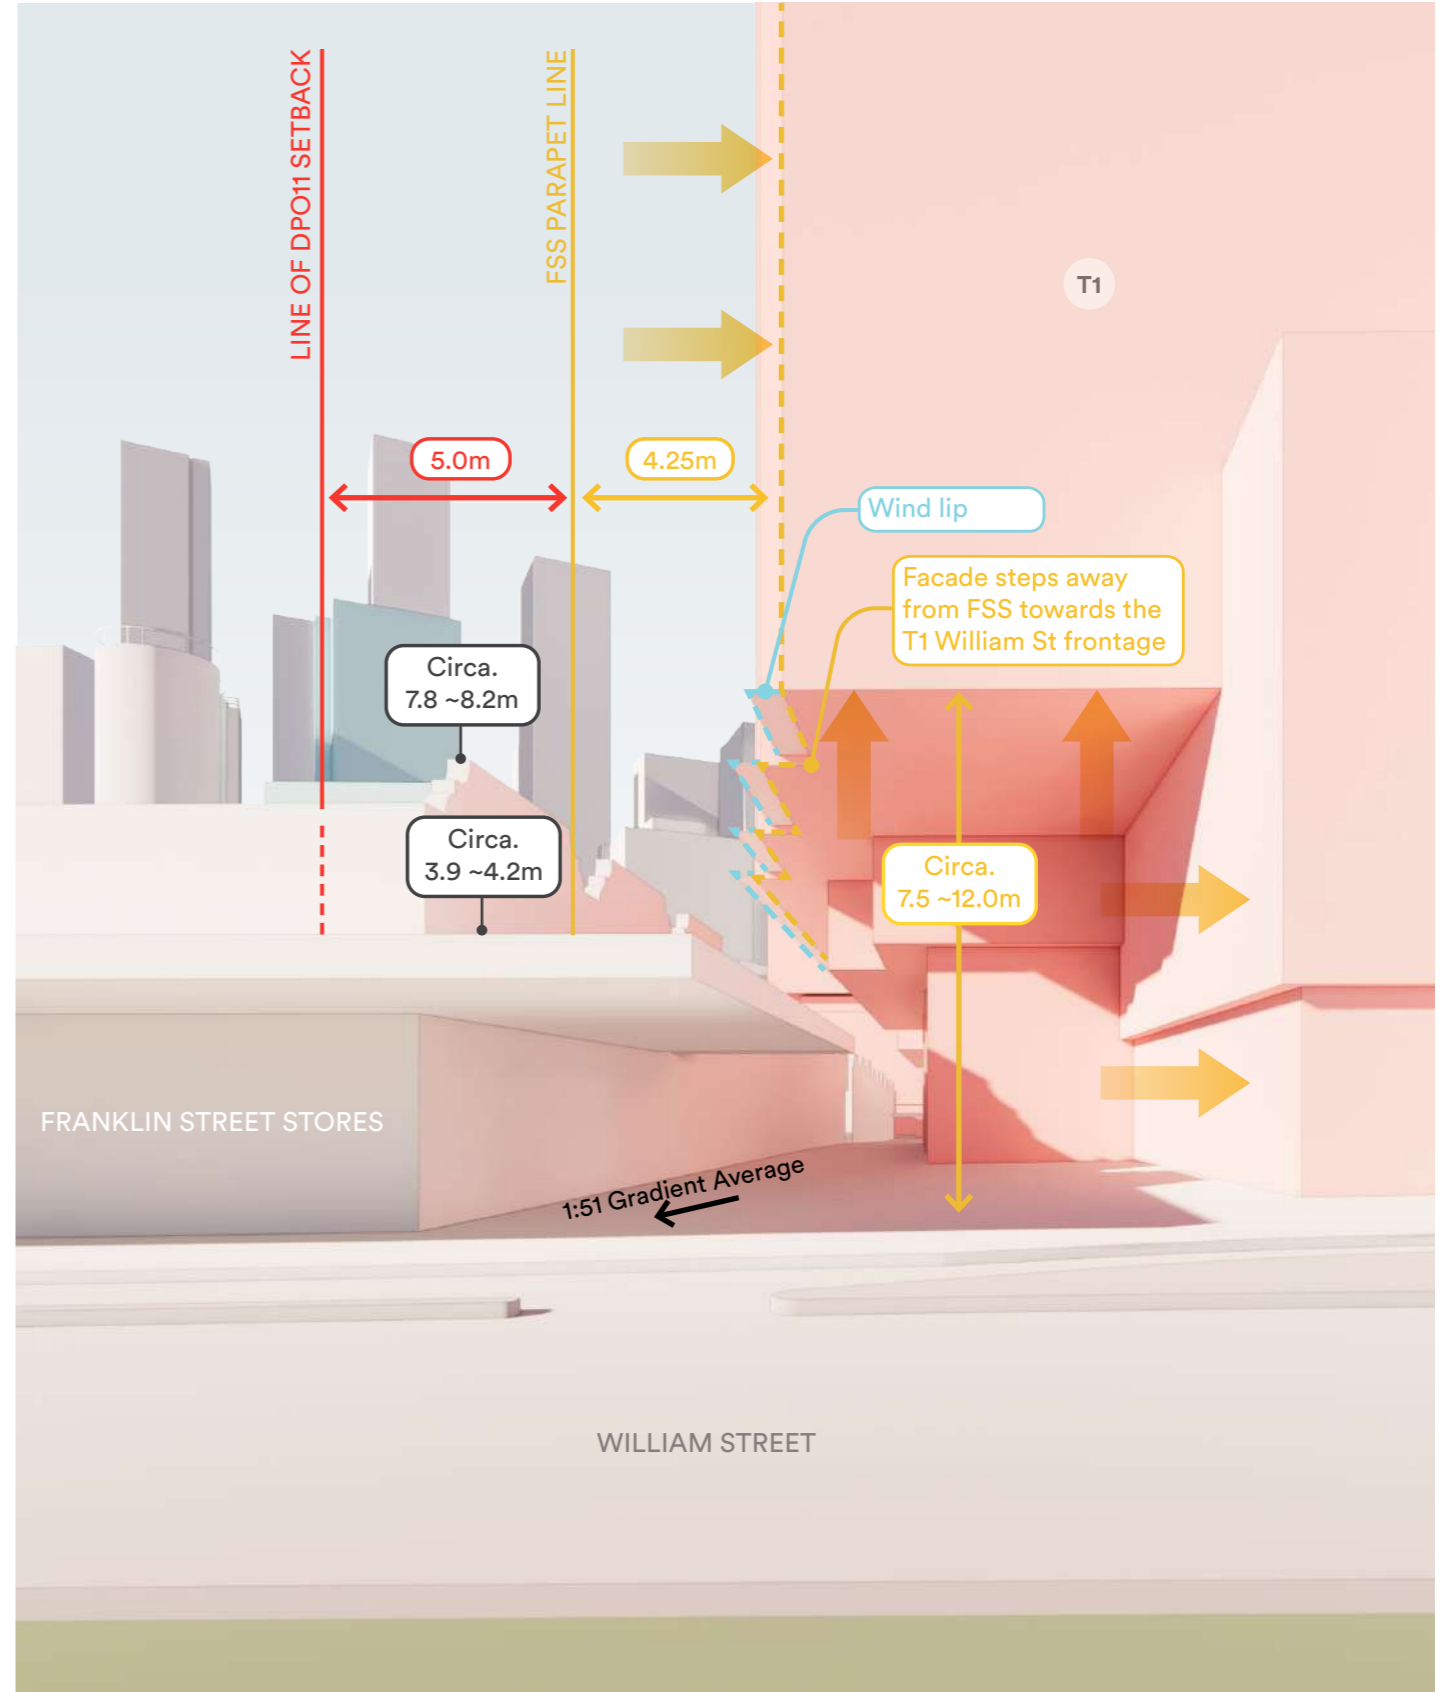 LINE OF DPO11 SETBACK
FSS PARAPET LINE
T1
5.0m
4.25m
Wind lip
Facade steps away
from FSS towards the
T1 William St frontage
Circa.
7.8 ~8.2m
Circa.
3.9 ~4.2m
Circa.
7.5 ~12.0m
FRANKLIN STREET STORES
1:51 Gradient Average
WILLIAM STREET